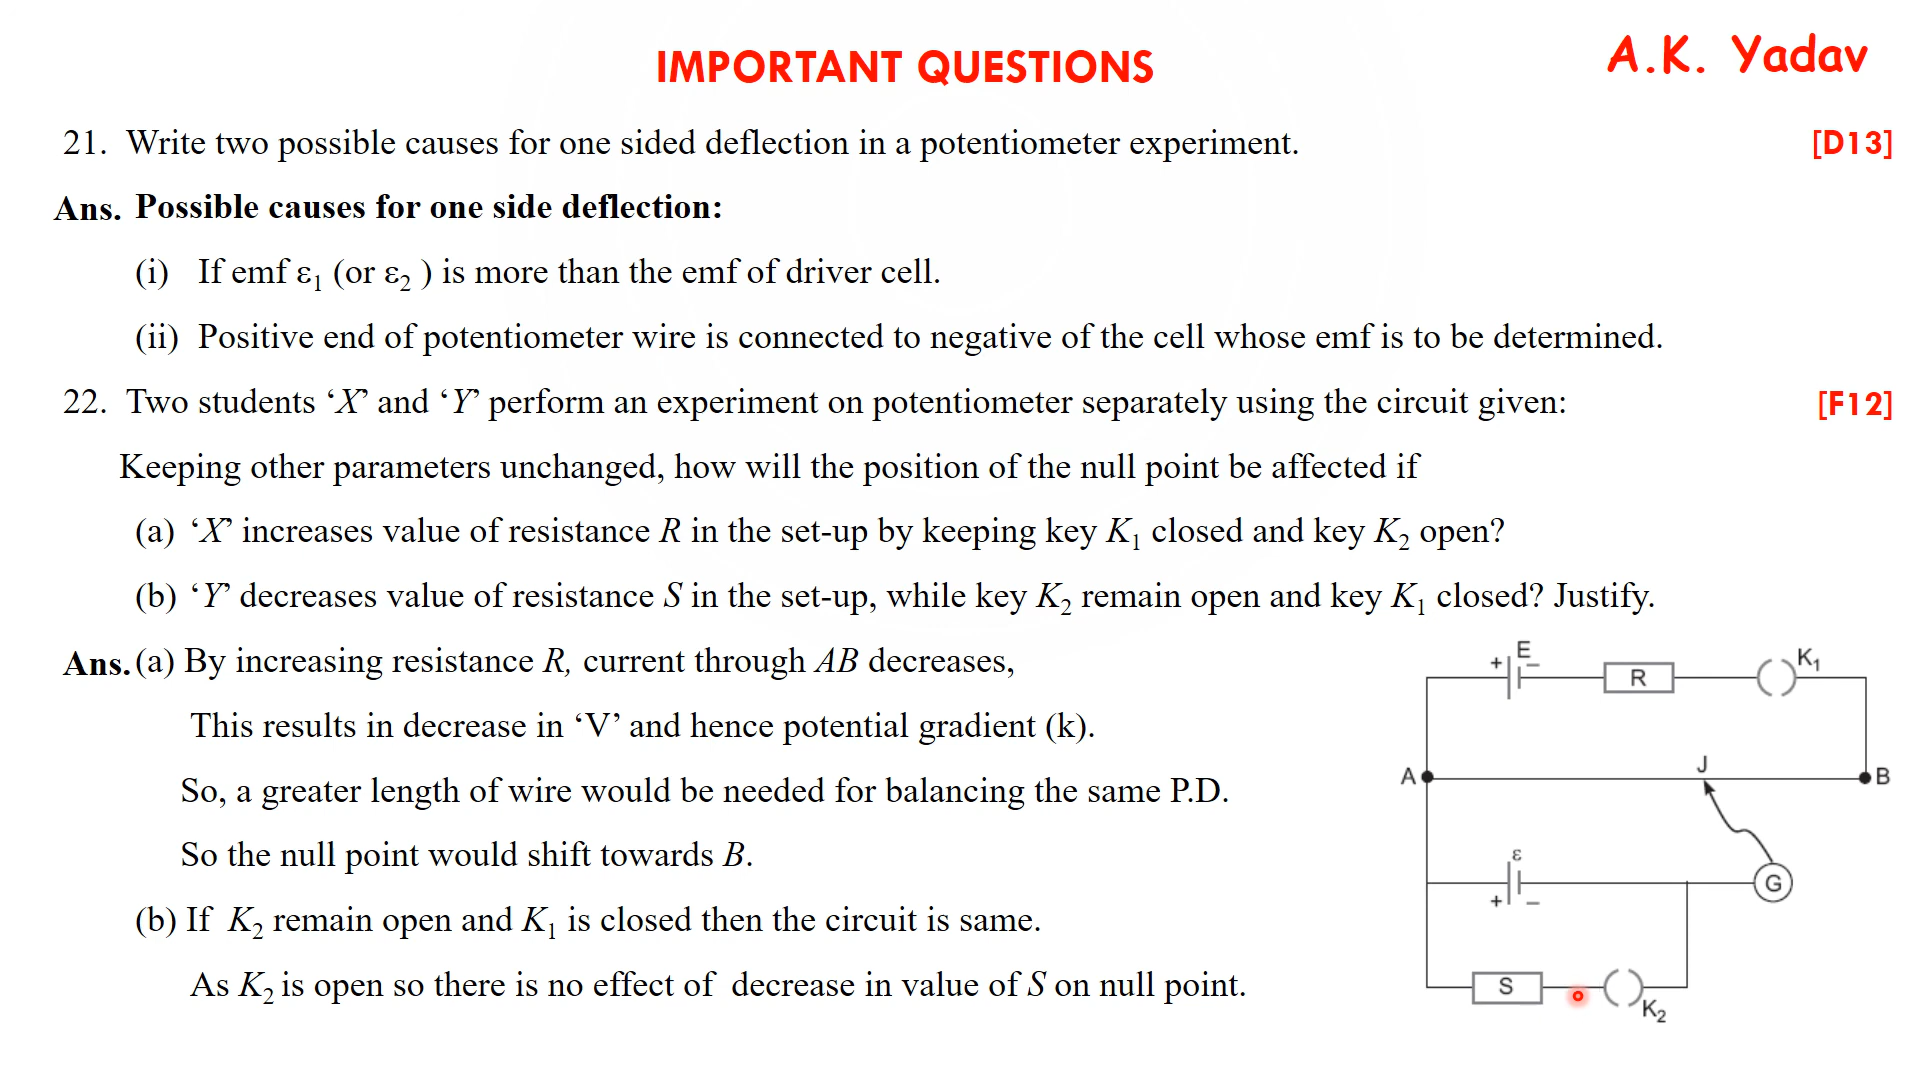 IMPORTANT QUESTIONS
A.K. Yadav
21. Write two possible causes for one sided deflection in a potentiometer experiment. [D13]
Ans. Possible causes for one side deflection:
(i) If emf ε₁ (or ε₂ ) is more than the emf of driver cell.
(ii) Positive end of potentiometer wire is connected to negative of the cell whose emf is to be determined.
22. Two students ‘X’ and ‘Y’ perform an experiment on potentiometer separately using the circuit given: [F12]
Keeping other parameters unchanged, how will the position of the null point be affected if
(a) ‘X’ increases value of resistance R in the set-up by keeping key K₁ closed and key K₂ open?
(b) ‘Y’ decreases value of resistance S in the set-up, while key K₂ remain open and key K₁ closed? Justify.
Ans. (a) By increasing resistance R, current through AB decreases,
This results in decrease in ‘V’ and hence potential gradient (k).
So, a greater length of wire would be needed for balancing the same P.D.
So the null point would shift towards B.
(b) If K₂ remain open and K₁ is closed then the circuit is same.
As K₂ is open so there is no effect of decrease in value of S on null point.
E
+ −
R
K₁
A
J
B
ε
+ −
G
S
K₂